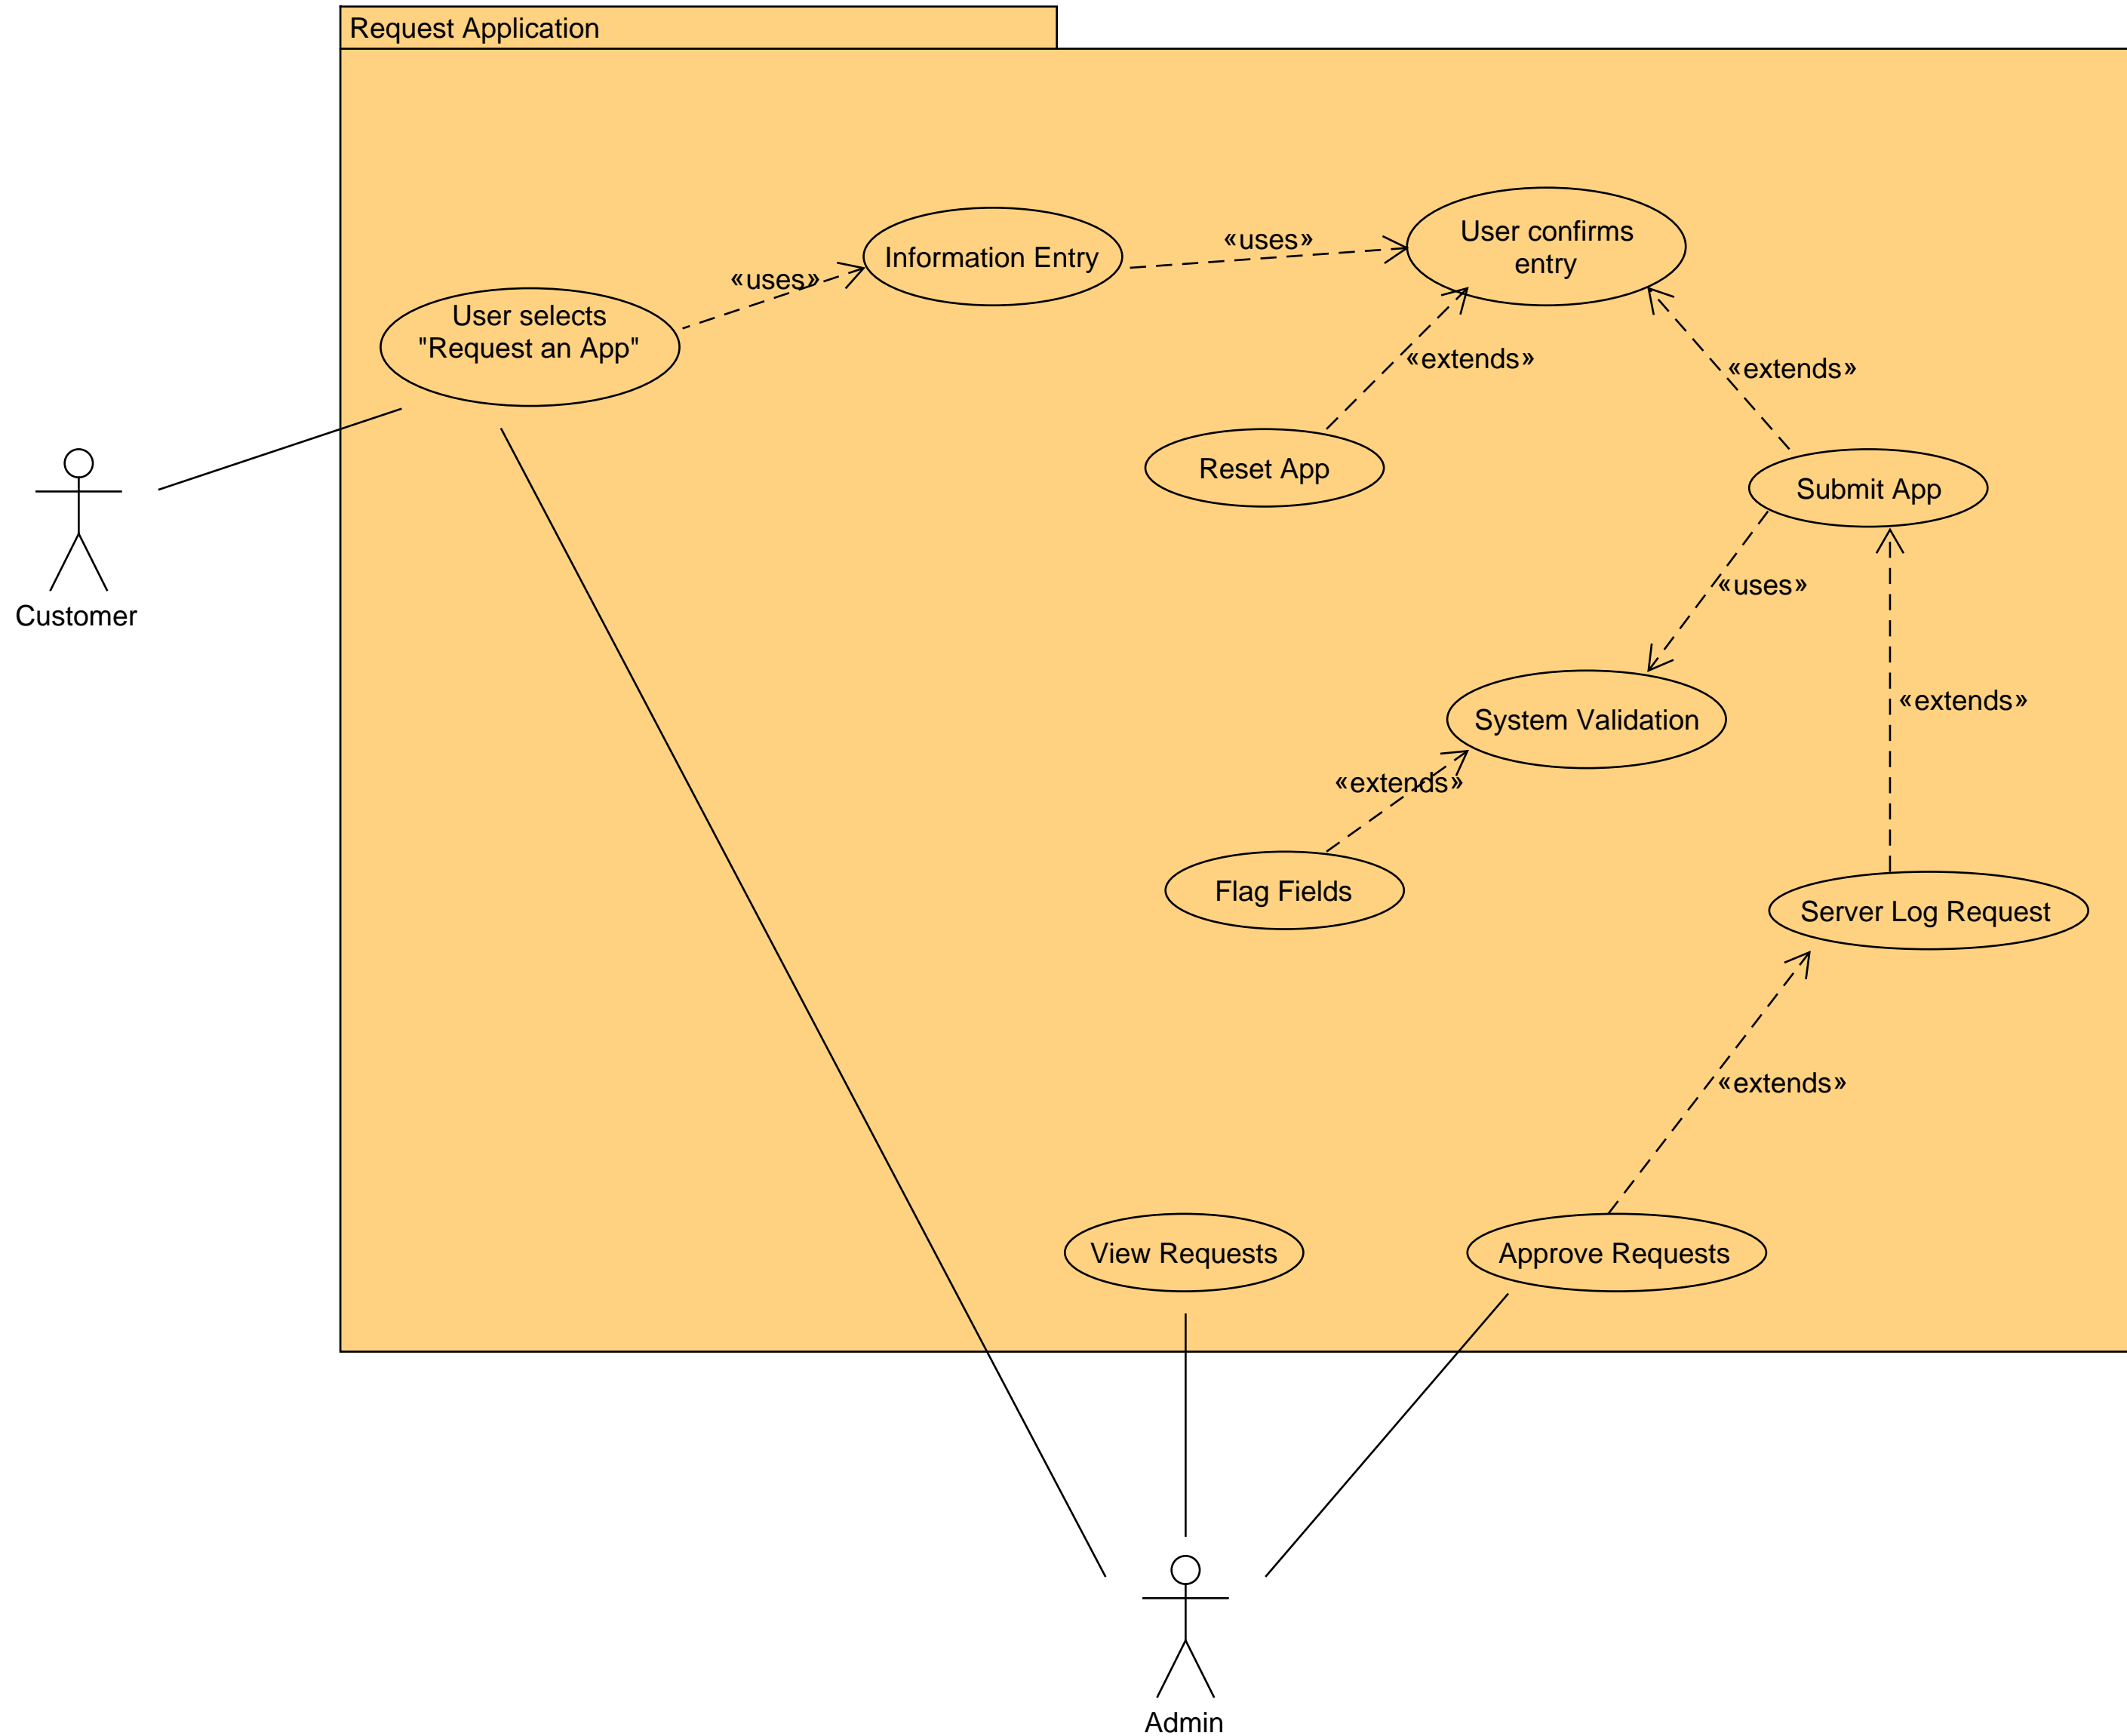 Request Application
User confirms
entry
«uses»
Information Entry
«uses»
User selects
"Request an App"
«extends»
«extends»
Reset App
Submit App
Customer
«uses»
«extends»
System Validation
«extends»
Flag Fields
Server Log Request
«extends»
View Requests
Approve Requests
Admin